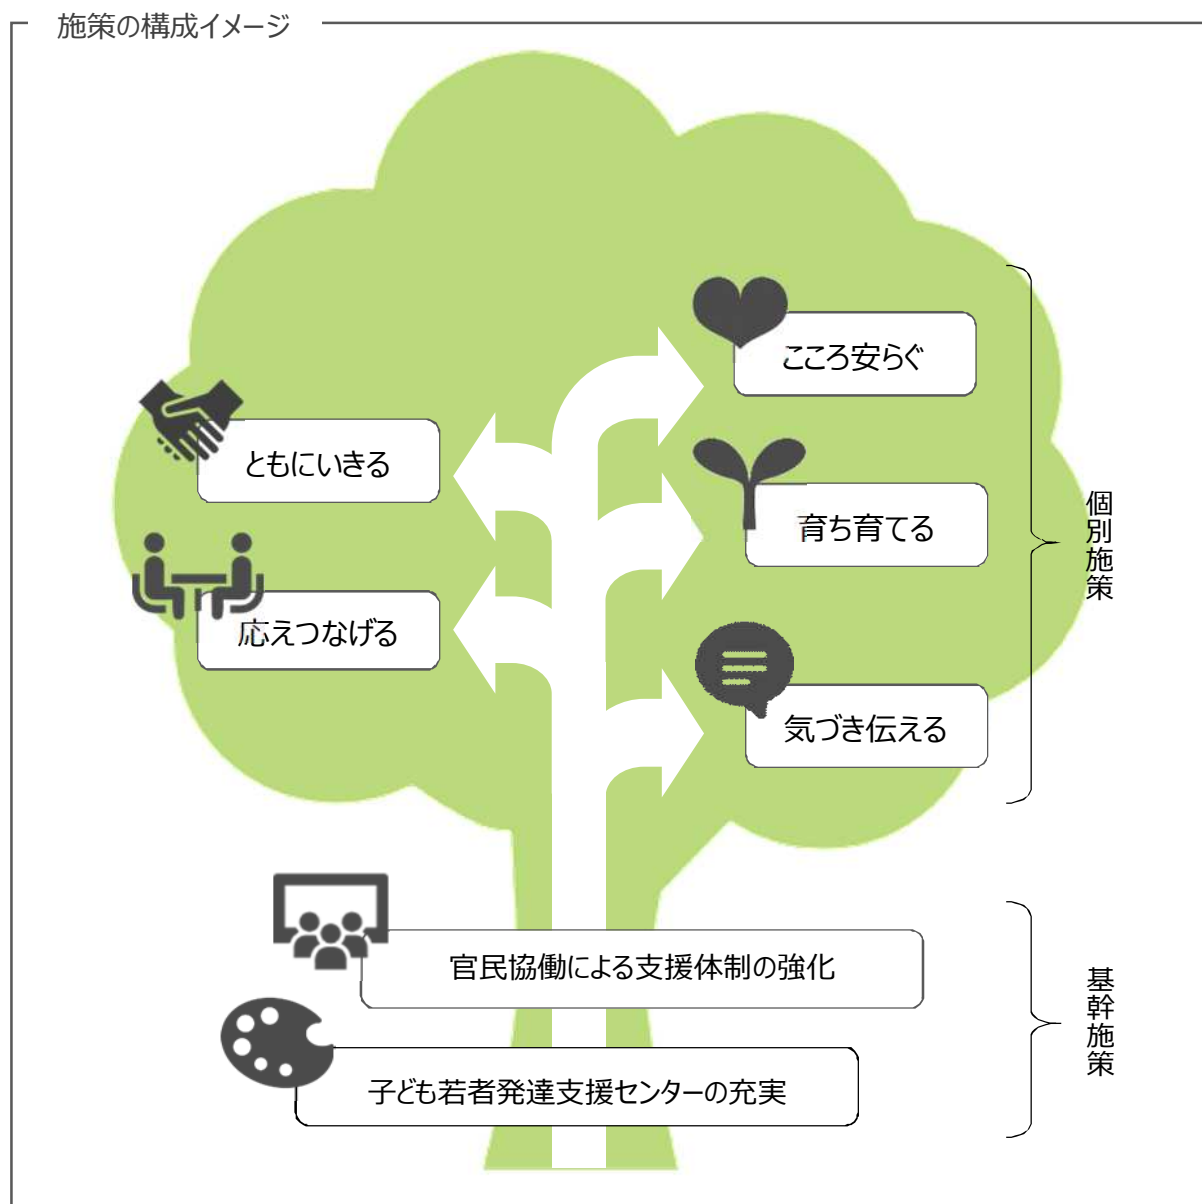 施策の構成イメージ
こころ安らぐ
ともにいきる
育ち育てる
応えつなげる
気づき伝える
個別施策
官民協働による支援体制の強化
子ども若者発達支援センターの充実
基幹施策